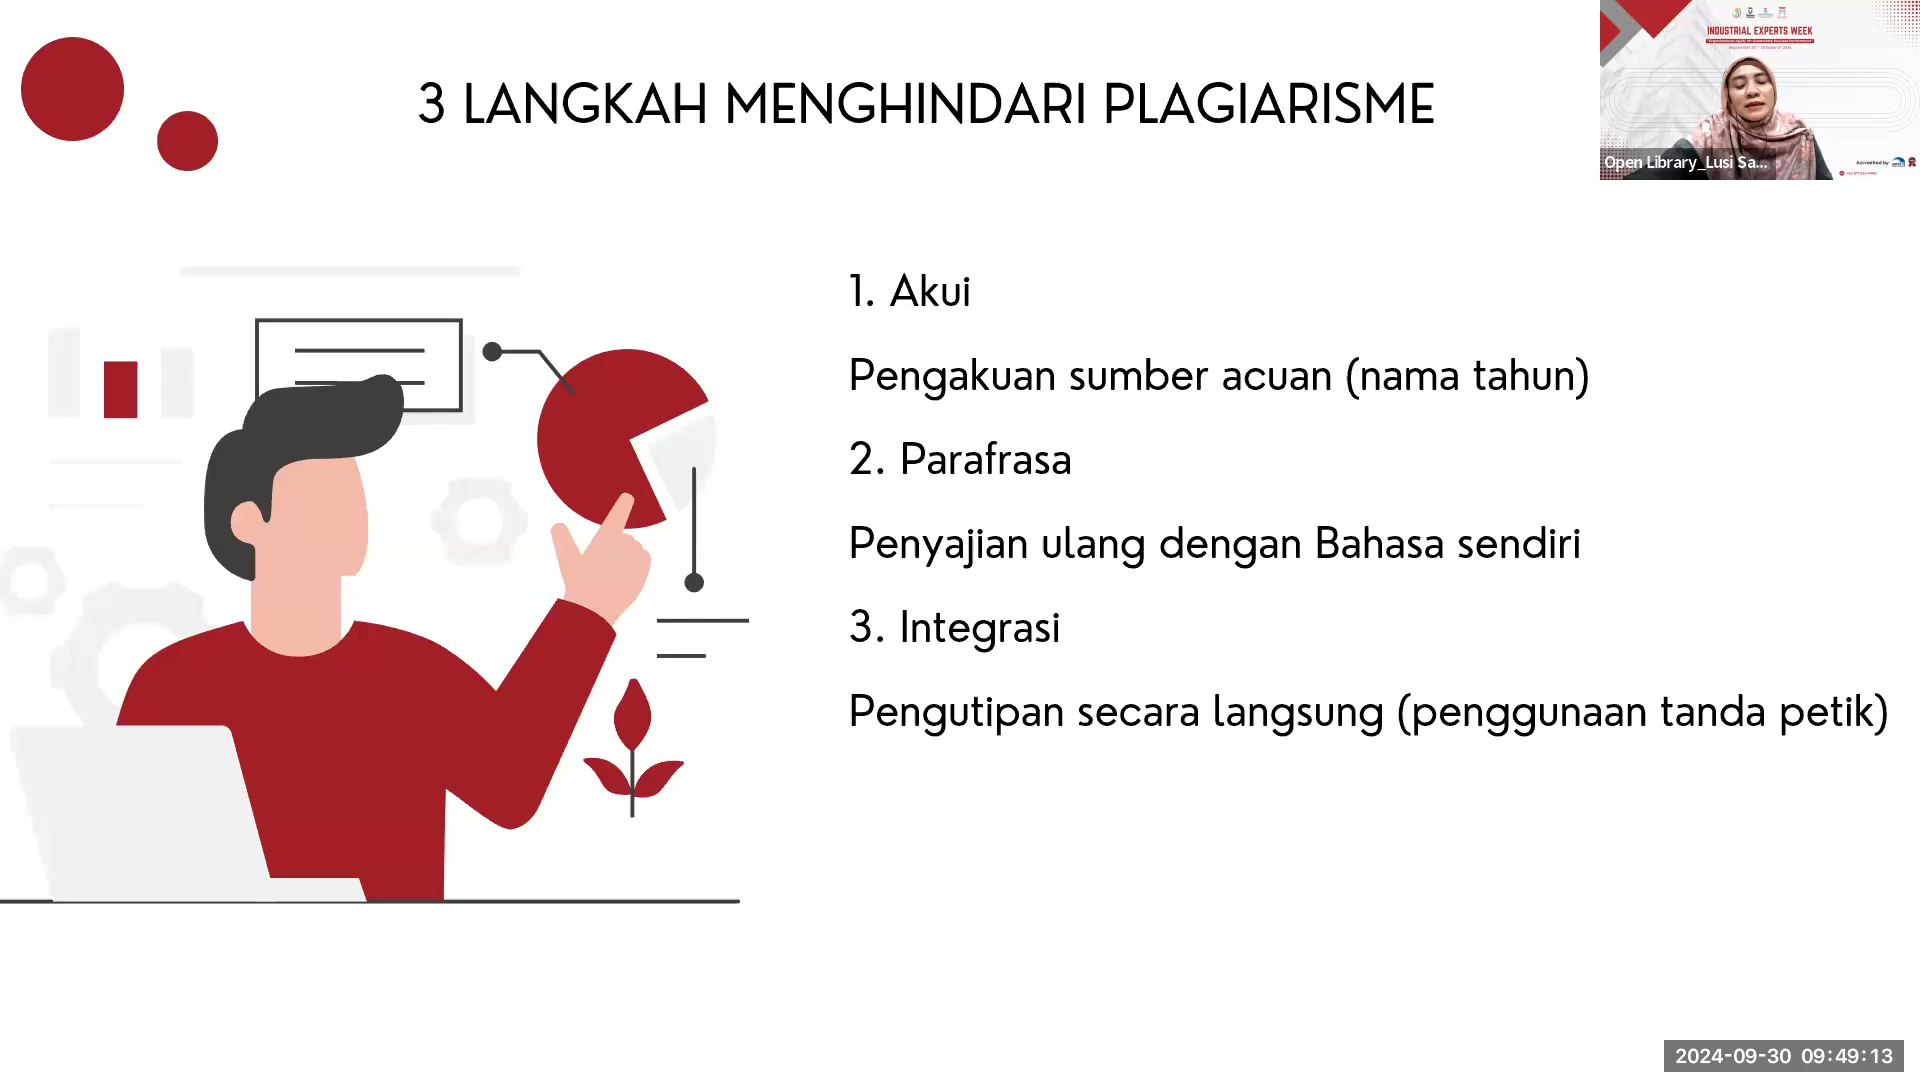 3 LANGKAH MENGHINDARI PLAGIARISME
INDUSTRIAL EXPERTS WEEK
Open Library_Lusi Sa...
Accredited by
1. Akui
Pengakuan sumber acuan (nama tahun)
2. Parafrasa
Penyajian ulang dengan Bahasa sendiri
3. Integrasi
Pengutipan secara langsung (penggunaan tanda petik)
2024-09-30 09:49:13